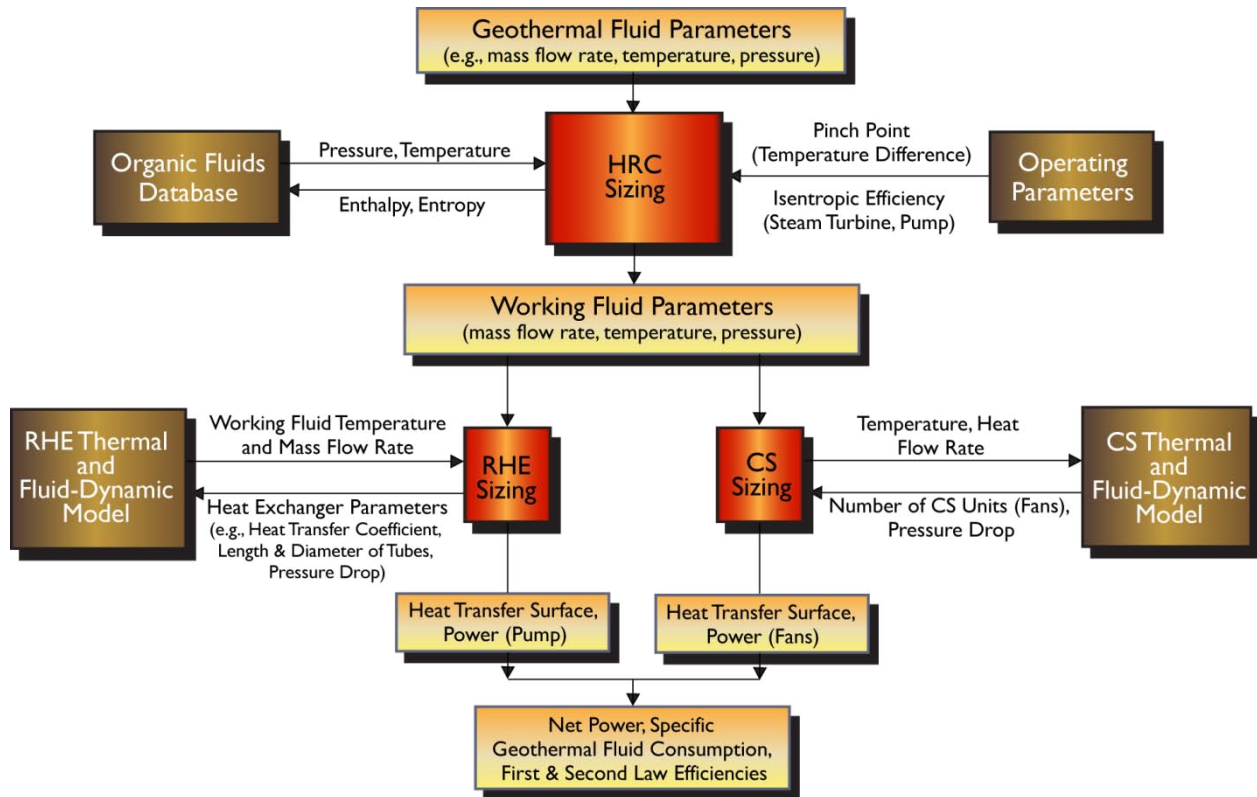 Geothermal Fluid Parameters
(e.g., mass flow rate, temperature, pressure)
Organic Fluids
Database
Pressure, Temperature
Enthalpy, Entropy
HRC
Sizing
Pinch Point
(Temperature Difference)
Isentropic Efficiency
(Steam Turbine, Pump)
Operating
Parameters
Working Fluid Parameters
(mass flow rate, temperature, pressure)
RHE Thermal
and
Fluid-Dynamic
Model
Working Fluid Temperature
and Mass Flow Rate
Heat Exchanger Parameters
(e.g., Heat Transfer Coefficient,
Length & Diameter of Tubes,
Pressure Drop)
RHE
Sizing
CS
Sizing
Temperature, Heat
Flow Rate
Number of CS Units (Fans),
Pressure Drop
CS Thermal
and
Fluid-Dynamic
Model
Heat Transfer Surface,
Power (Pump)
Heat Transfer Surface,
Power (Fans)
Net Power, Specific
Geothermal Fluid Consumption,
First & Second Law Efficiencies